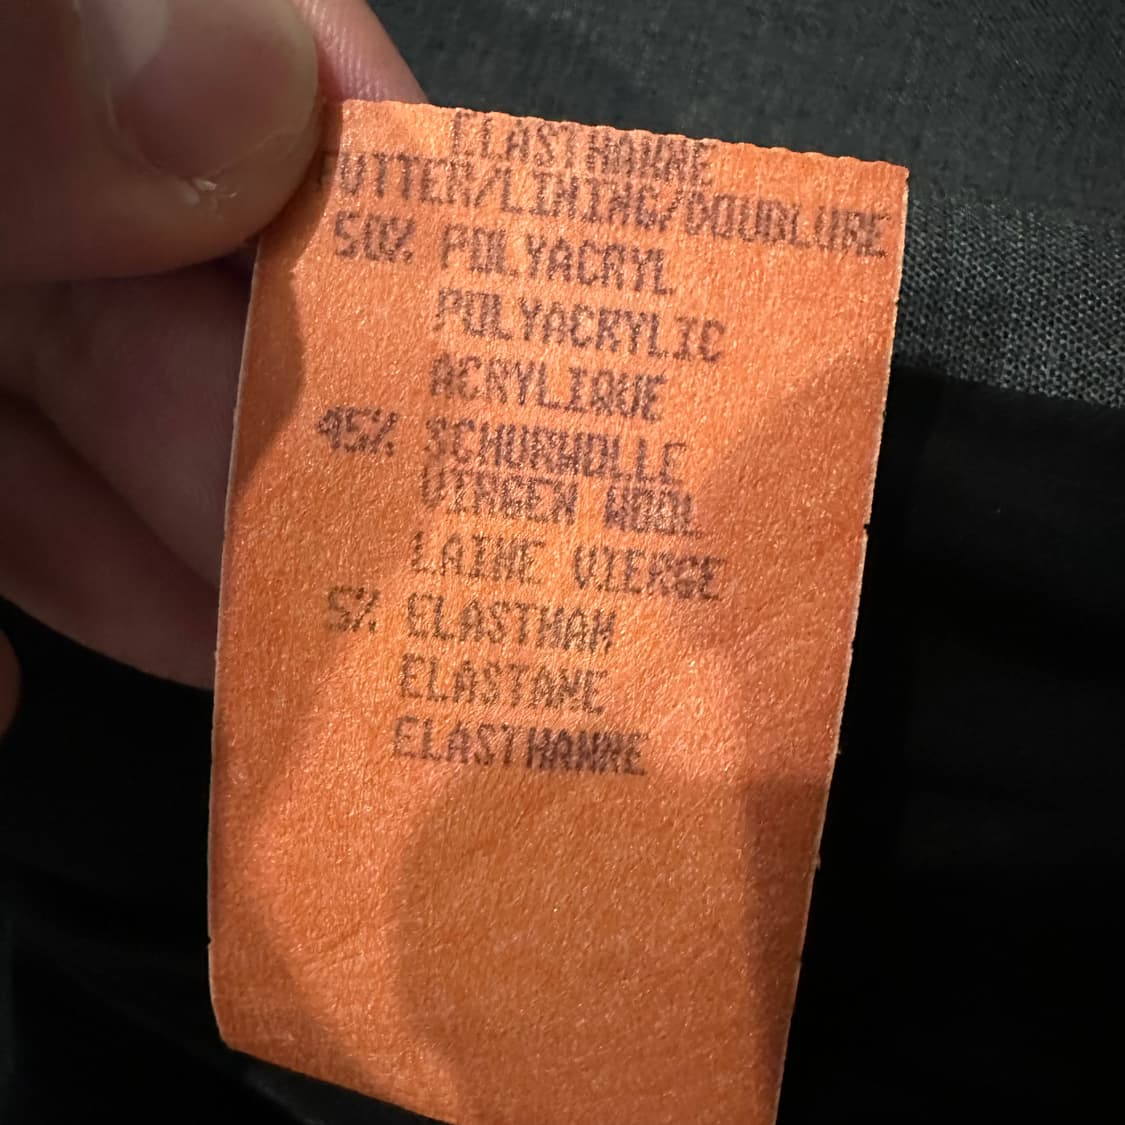 ELASTHANNE
FUTTER/LINING/DOUBLURE
50% POLYACRYL
POLYACRYLIC
ACRYLIQUE
45% SCHURWOLLE
VIRGEN WOOL
LAINE VIERGE
5% ELASTHAN
ELASTANE
ELASTHANNE